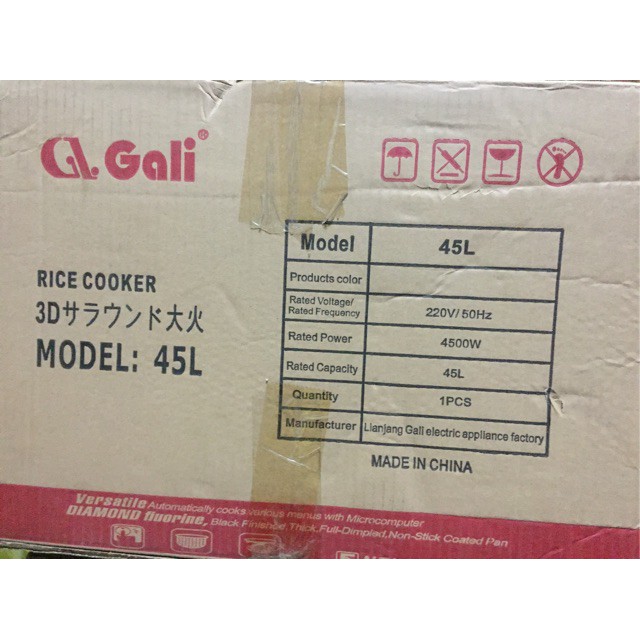 GL Gali®
RICE COOKER
3Dサラウンド大火
MODEL: 45L
Model 45L
Products color
Rated Voltage/
Rated Frequency 220V/50Hz
Rated Power 4500W
Rated Capacity 45L
Quantity 1PCS
Manufacturer Lianjang Gali electric appliance factory
MADE IN CHINA
Versatile Automatically cooks various menus with Microcomputer
DIAMOND fluorine, Black Finished,Thick,Full-Dimpled,Non-Stick Coated Pan